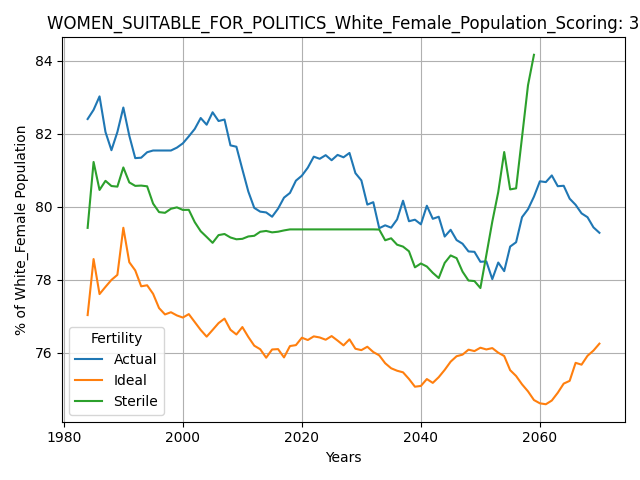 WOMEN_SUITABLE_FOR_POLITICS_White_Female_Population_Scoring: 3
84
82
80
78
76
% of White_Female Population
Fertility
Actual
Ideal
Sterile
1980
2000
2020
2040
2060
Years